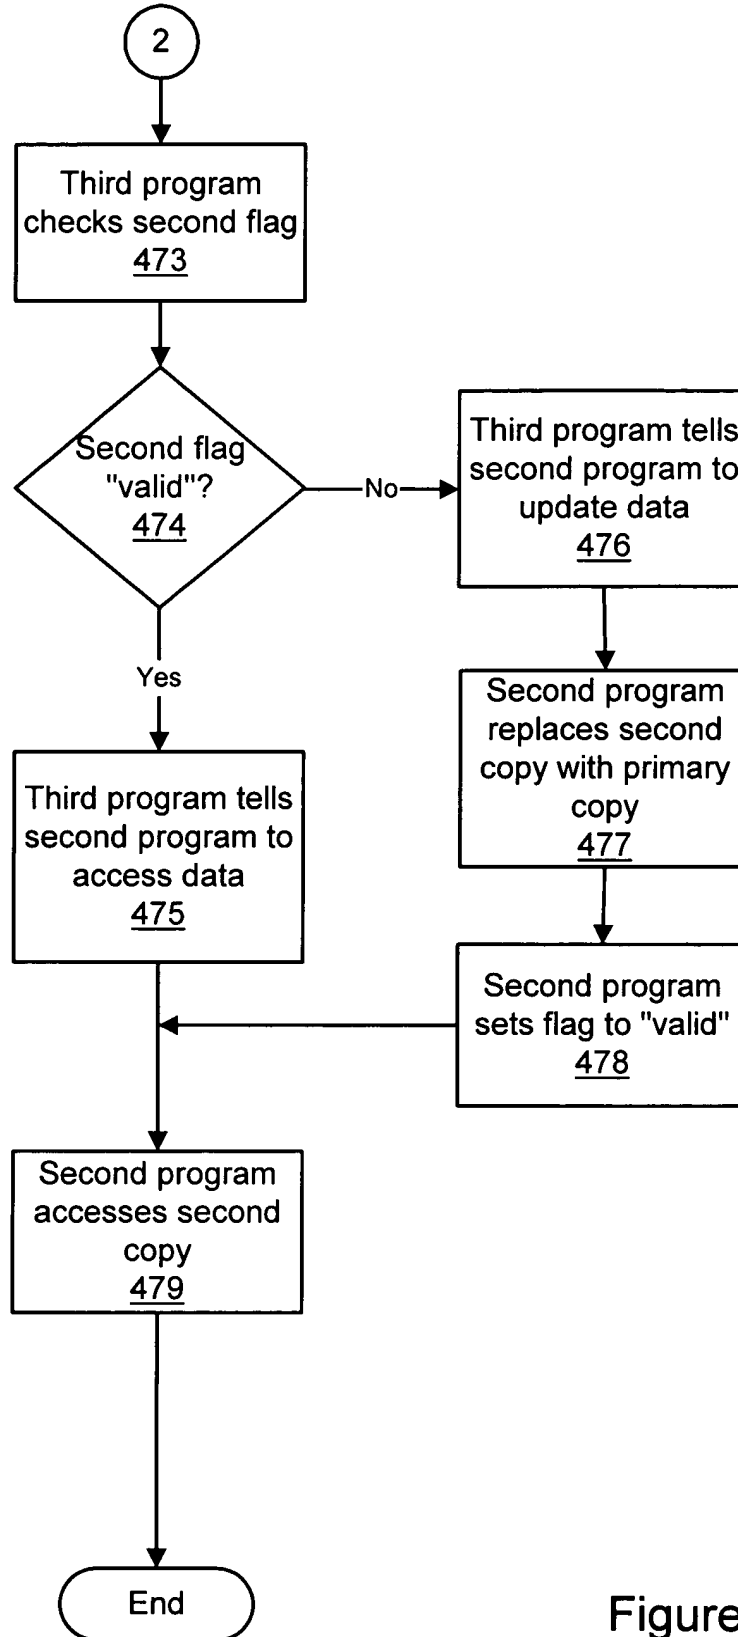 2
Third program
checks second flag
473
Second flag
"valid"?
474
No
Third program tells
second program to
update data
476
Yes
Second program
replaces second
copy with primary
copy
477
Third program tells
second program to
access data
475
Second program
sets flag to "valid"
478
Second program
accesses second
copy
479
End
Figure